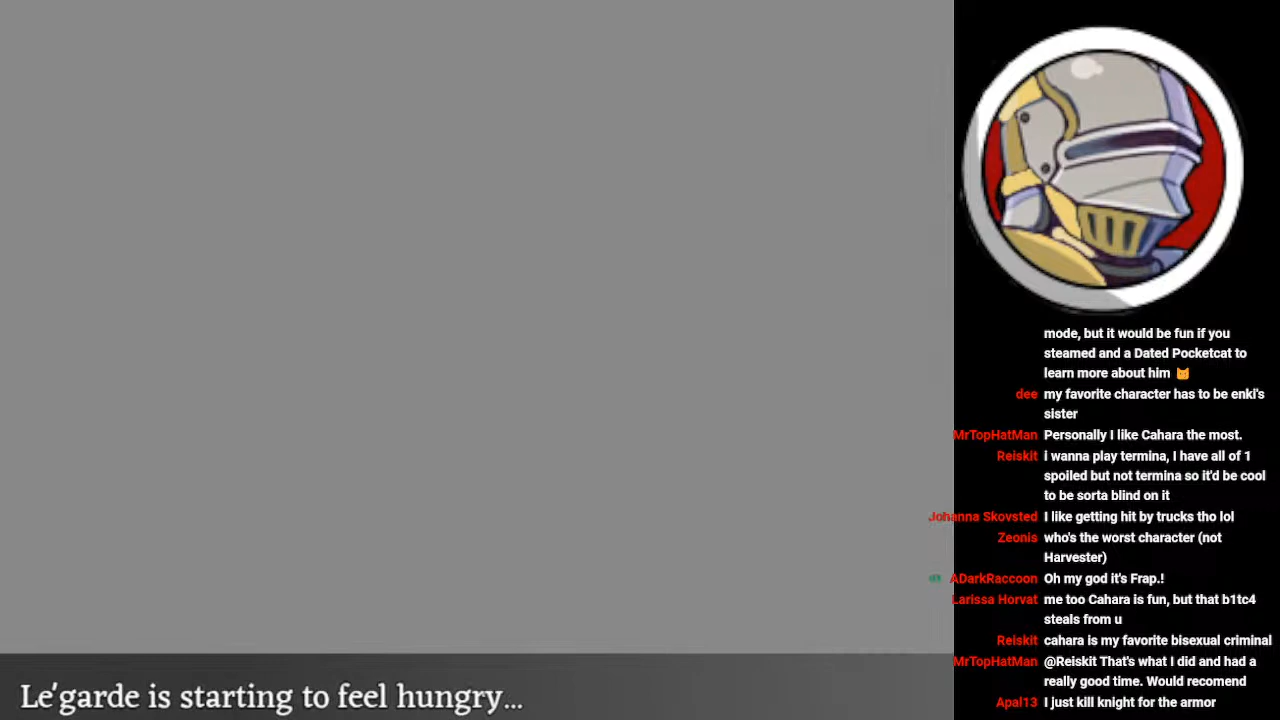 mode, but it would be fun if you
steamed and a Dated Pocketcat to
learn more about him
dee my favorite character has to be enki's
sister
MrTopHatMan Personally I like Cahara the most.
Reiskit i wanna play termina, I have all of 1
spoiled but not termina so it'd be cool
to be sorta blind on it
Johanna Skovsted I like getting hit by trucks tho lol
Zeonis who's the worst character (not
Harvester)
ADarkRaccoon Oh my god it's Frap.!
Larissa Horvat me too Cahara is fun, but that b1tc4
steals from u
Reiskit cahara is my favorite bisexual criminal
MrTopHatMan @Reiskit That's what I did and had a
really good time. Would recomend
Apal13 I just kill knight for the armor
Le'garde is starting to feel hungry...